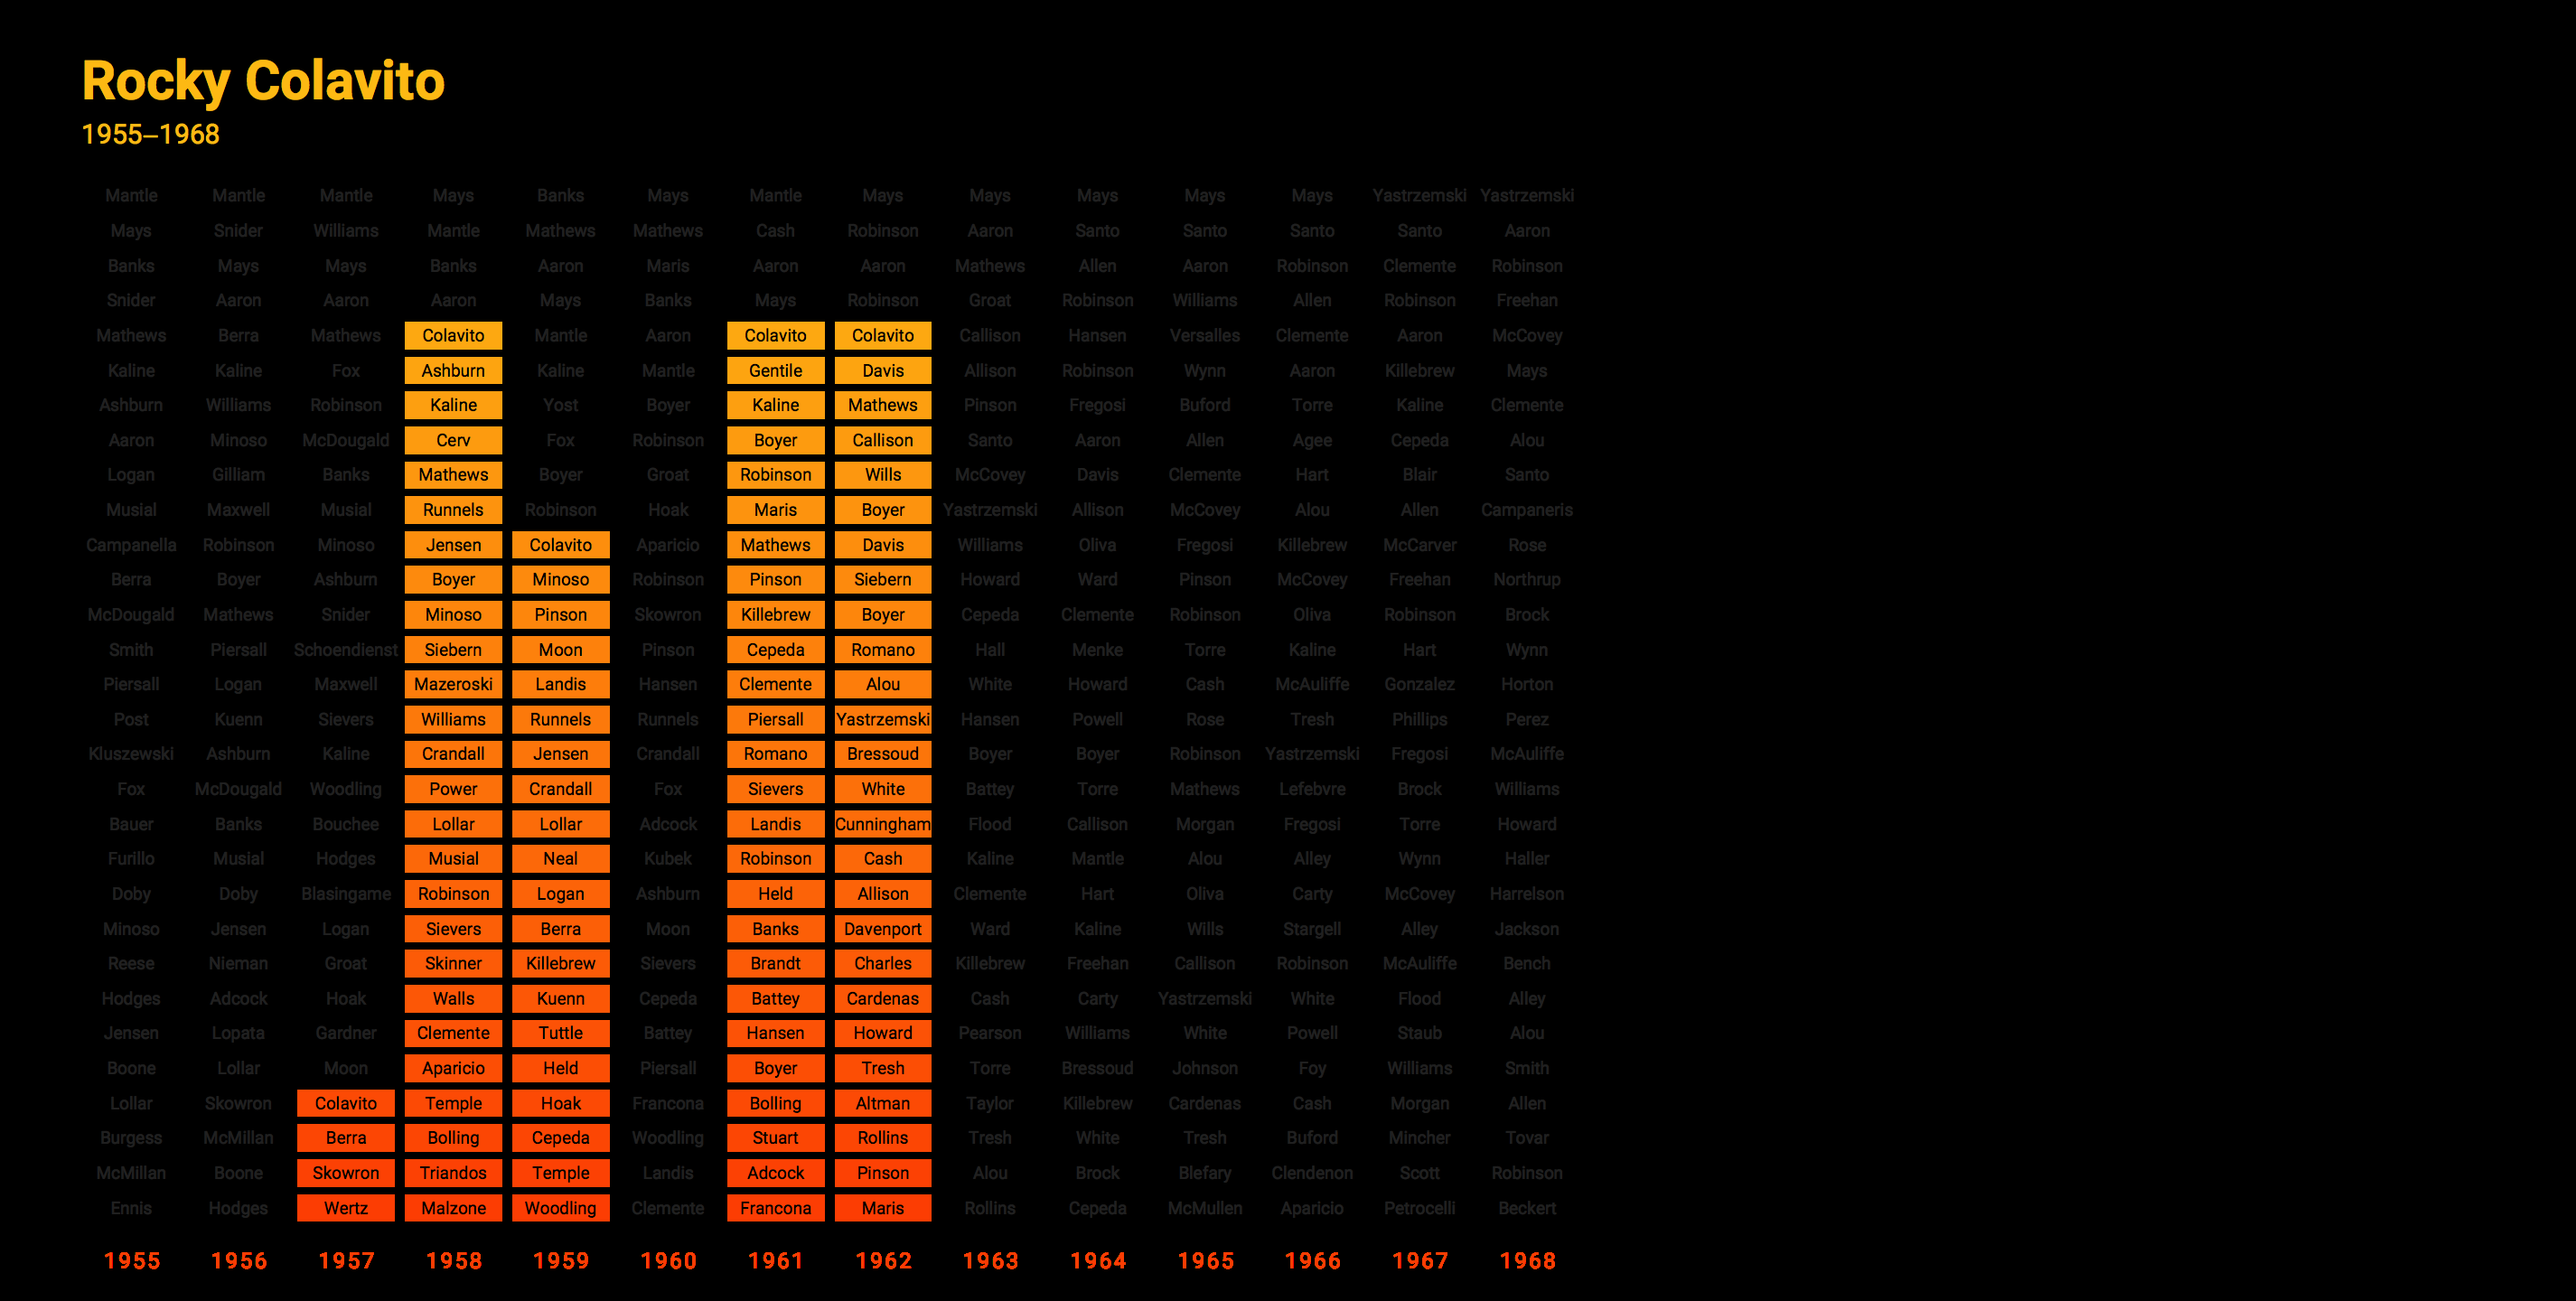 Rocky Colavito
1955–1968
Mantle Mantle Mantle Mays Banks Mays Mantle Mays Mays Mays Mays Mays Yastrzemski Yastrzemski
Mays Snider Williams Mantle Mathews Mathews Cash Robinson Aaron Santo Santo Santo Santo Aaron
Banks Mays Mays Banks Aaron Maris Aaron Aaron Mathews Allen Aaron Robinson Clemente Robinson
Snider Aaron Aaron Aaron Mays Banks Mays Robinson Groat Robinson Williams Allen Robinson Freehan
Mathews Berra Mathews Colavito Mantle Aaron Colavito Colavito Callison Hansen Versalles Clemente Aaron McCovey
Kaline Kaline Fox Ashburn Kaline Mantle Gentile Davis Allison Robinson Wynn Aaron Killebrew Mays
Ashburn Williams Robinson Kaline Yost Boyer Kaline Mathews Pinson Fregosi Buford Torre Kaline Clemente
Aaron Minoso McDougald Cerv Fox Robinson Boyer Callison Santo Aaron Allen Agee Cepeda Alou
Logan Gilliam Banks Mathews Boyer Groat Robinson Wills McCovey Davis Clemente Hart Blair Santo
Musial Maxwell Musial Runnels Robinson Hoak Maris Boyer Yastrzemski Allison McCovey Alou Allen Campaneris
Campanella Robinson Minoso Jensen Colavito Aparicio Mathews Davis Williams Oliva Fregosi Killebrew McCarver Rose
Berra Boyer Ashburn Boyer Minoso Robinson Pinson Siebern Howard Ward Pinson McCovey Freehan Northrup
McDougald Mathews Snider Minoso Pinson Skowron Killebrew Boyer Cepeda Clemente Robinson Oliva Robinson Brock
Smith Piersall Schoendienst Siebern Moon Pinson Cepeda Romano Hall Menke Torre Kaline Hart Wynn
Piersall Logan Maxwell Mazeroski Landis Hansen Clemente Alou White Howard Cash McAuliffe Gonzalez Horton
Post Kuenn Sievers Williams Runnels Runnels Piersall Yastrzemski Hansen Powell Rose Tresh Phillips Perez
Kluszewski Ashburn Kaline Crandall Jensen Crandall Romano Bressoud Boyer Boyer Robinson Yastrzemski Fregosi McAuliffe
Fox McDougald Woodling Power Crandall Fox Sievers White Battey Torre Mathews Lefebvre Brock Williams
Bauer Banks Bouchee Lollar Lollar Adcock Landis Cunningham Flood Callison Morgan Fregosi Torre Howard
Furillo Musial Hodges Musial Neal Kubek Robinson Cash Kaline Mantle Alou Alley Wynn Haller
Doby Doby Blasingame Robinson Logan Ashburn Held Allison Clemente Hart Oliva Carty McCovey Harrelson
Minoso Jensen Logan Sievers Berra Moon Banks Davenport Ward Kaline Wills Stargell Alley Jackson
Reese Nieman Groat Skinner Killebrew Sievers Brandt Charles Killebrew Freehan Callison Robinson McAuliffe Bench
Hodges Adcock Hoak Walls Kuenn Cepeda Battey Cardenas Cash Carty Yastrzemski White Flood Alley
Jensen Lopata Gardner Clemente Tuttle Battey Hansen Howard Pearson Williams White Powell Staub Alou
Boone Lollar Moon Aparicio Held Piersall Boyer Tresh Torre Bressoud Johnson Foy Williams Smith
Lollar Skowron Colavito Temple Hoak Francona Bolling Altman Taylor Killebrew Cardenas Cash Morgan Allen
Burgess McMillan Berra Bolling Cepeda Woodling Stuart Rollins Tresh White Tresh Buford Mincher Tovar
McMillan Boone Skowron Triandos Temple Landis Adcock Pinson Alou Brock Blefary Clendenon Scott Robinson
Ennis Hodges Wertz Malzone Woodling Clemente Francona Maris Rollins Cepeda McMullen Aparicio Petrocelli Beckert
1955 1956 1957 1958 1959 1960 1961 1962 1963 1964 1965 1966 1967 1968